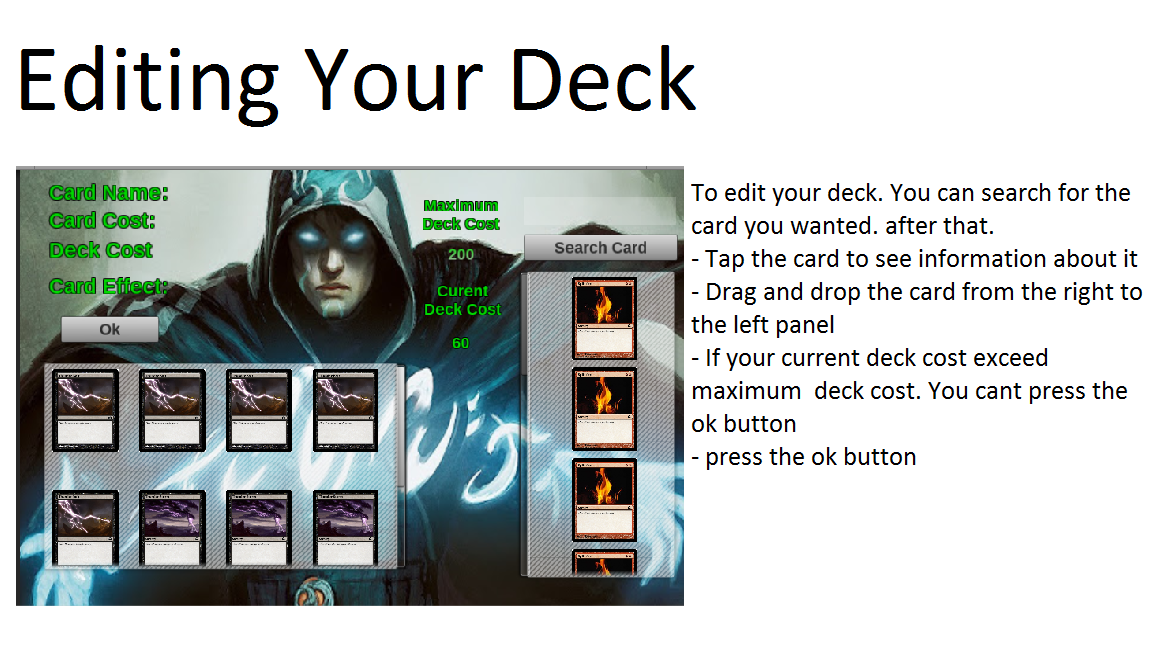 Editing Your Deck
Card Name:
Card Cost:
Deck Cost
Card Effect:
Ok
Maximum
Deck Cost
200
Curent
Deck Cost
60
Search Card
To edit your deck. You can search for the
card you wanted. after that.
- Tap the card to see information about it
- Drag and drop the card from the right to
the left panel
- If your current deck cost exceed
maximum  deck cost. You cant press the
ok button
- press the ok button